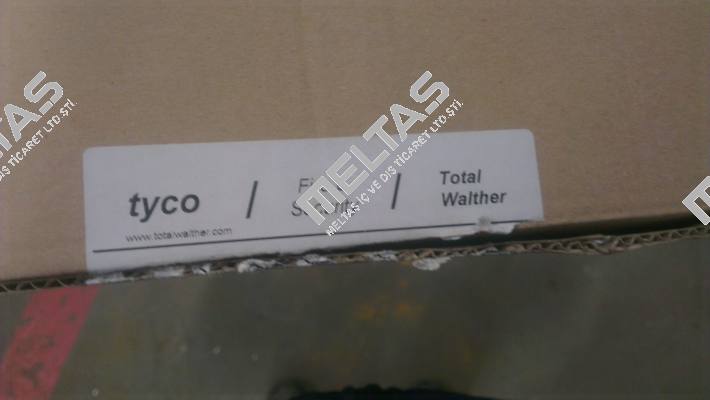 tyco / / Total
Walther
www.totalwalther.com
MELTAS
MELTAS İÇ VE DIŞ TİCARET LTD ŞTİ.